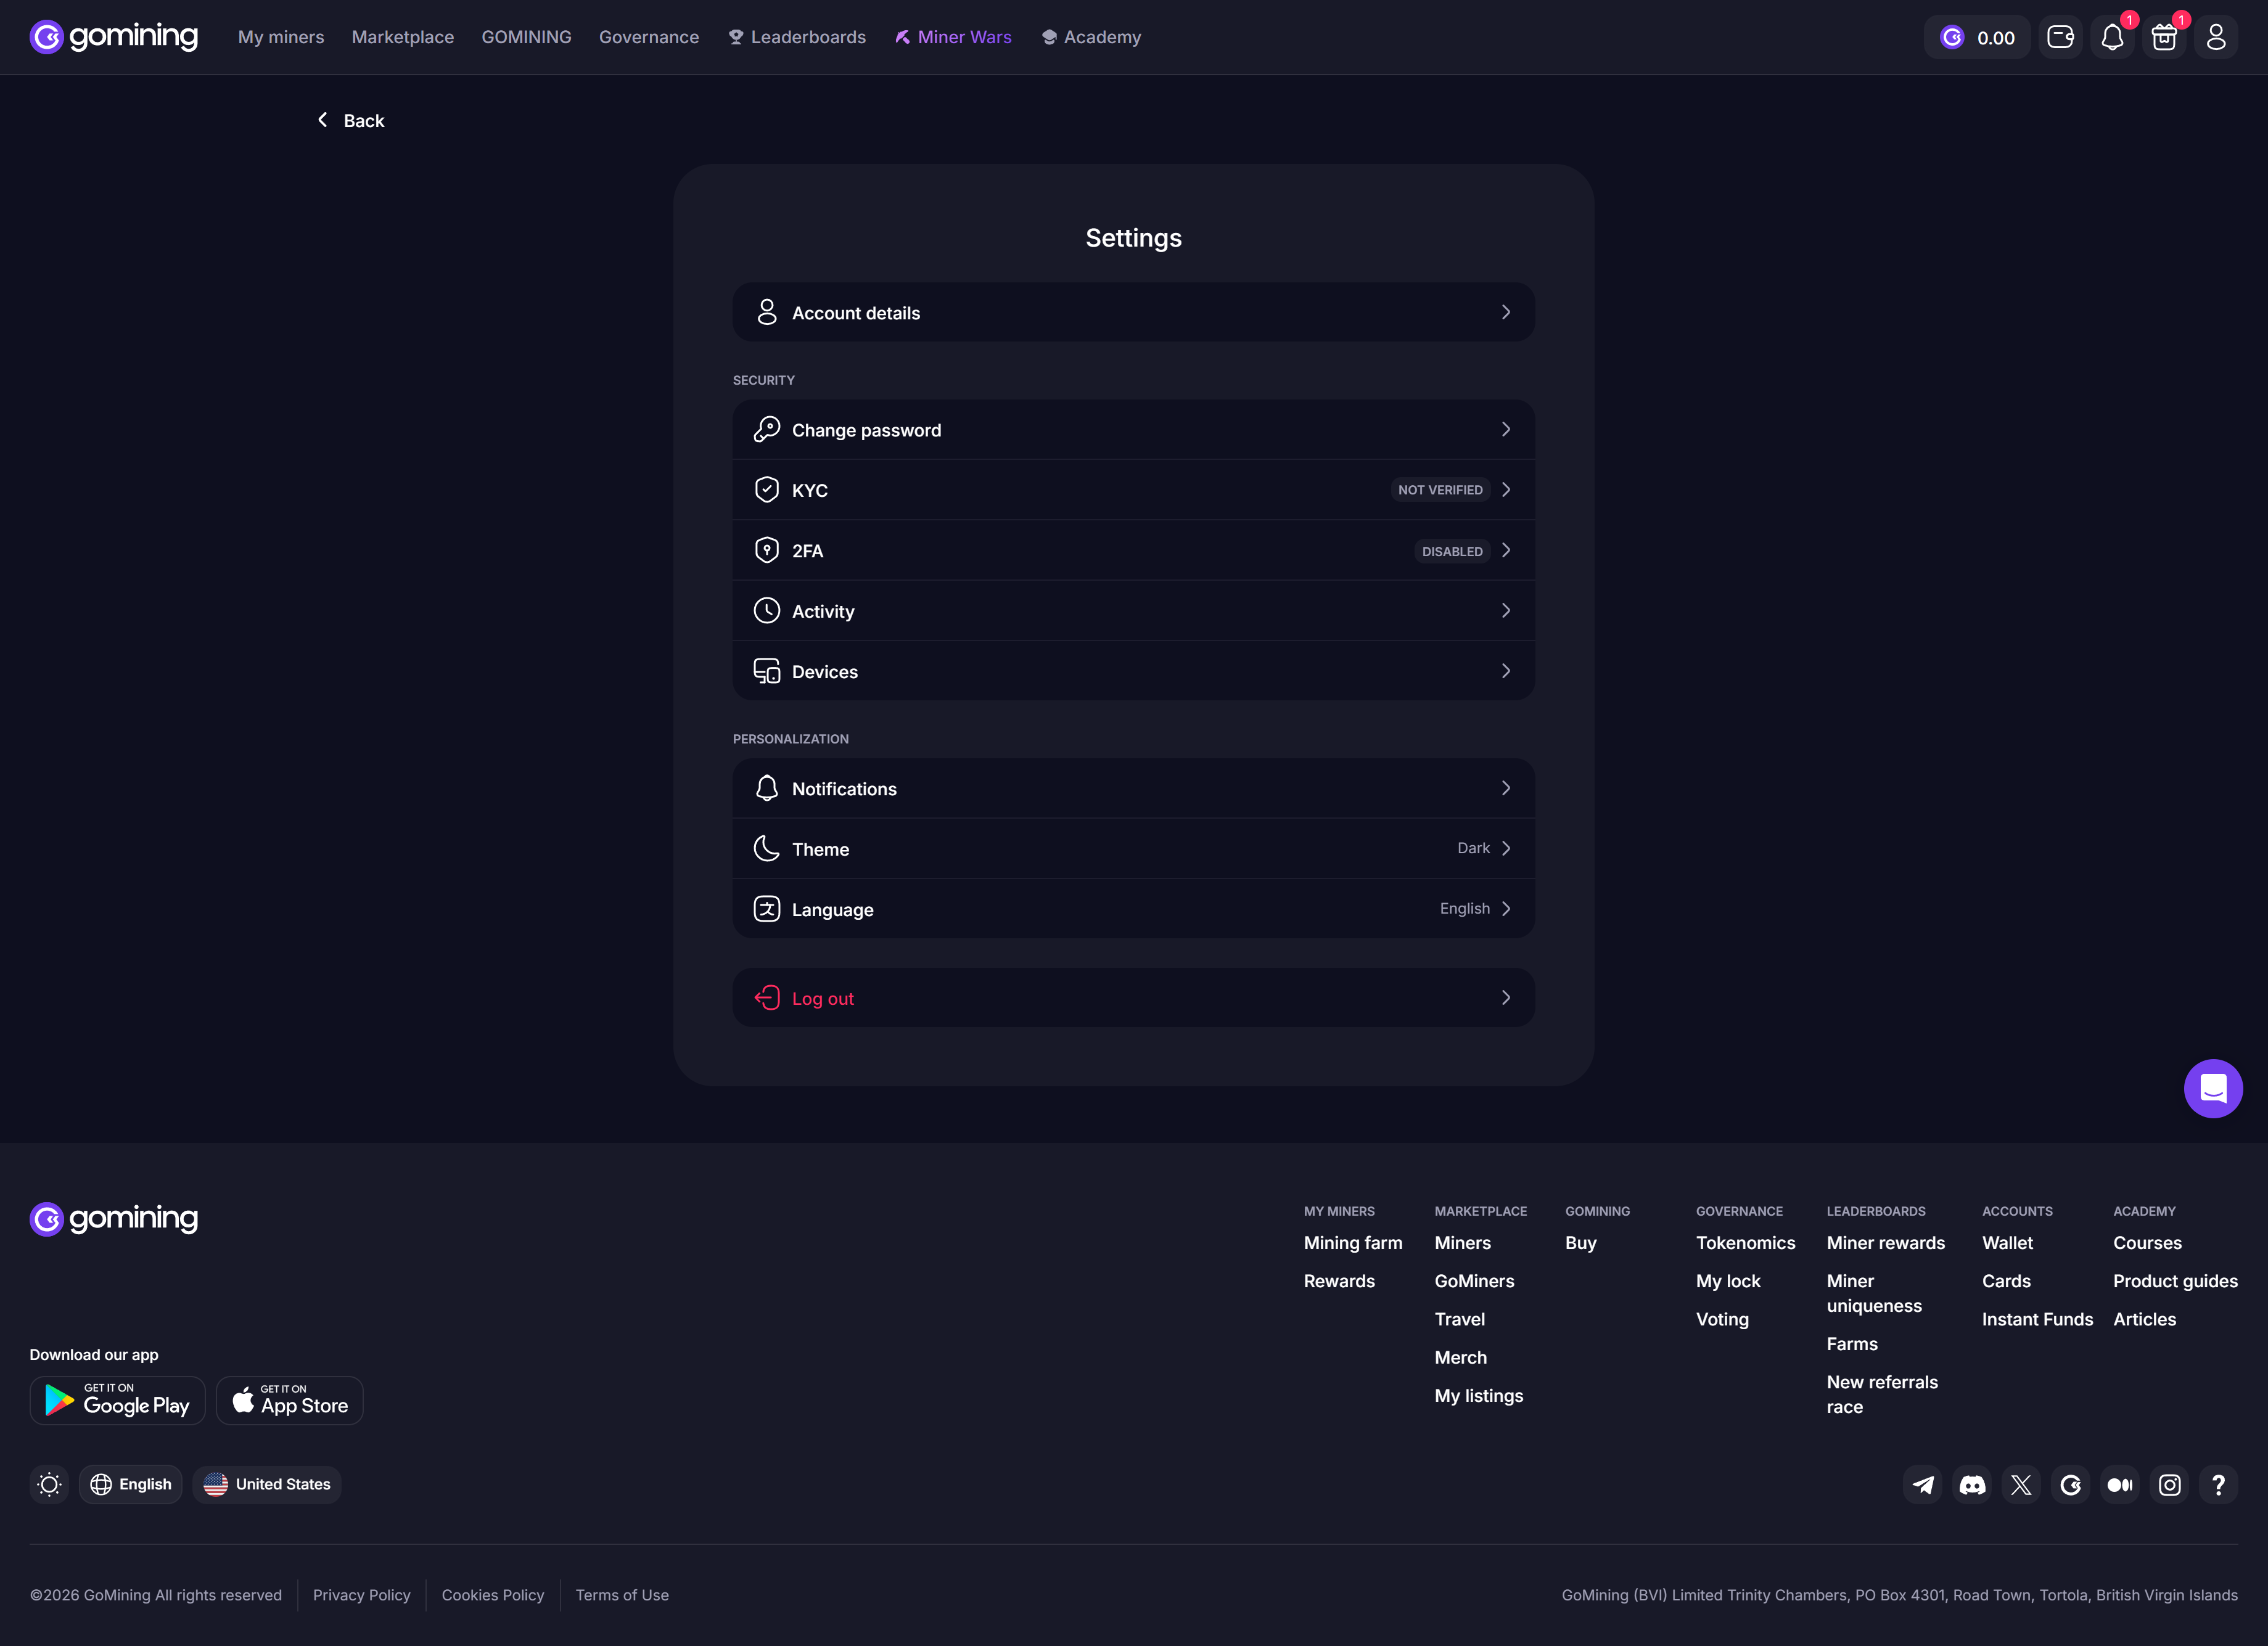 gomining
My miners
Marketplace
GOMINING
Governance
Leaderboards
Miner Wars
Academy
0.00
1
1
Back
Settings
Account details
SECURITY
Change password
KYC
NOT VERIFIED
2FA
DISABLED
Activity
Devices
PERSONALIZATION
Notifications
Theme
Dark
Language
English
Log out
gomining
MY MINERS
Mining farm
Rewards
MARKETPLACE
Miners
GoMiners
Travel
Merch
My listings
GOMINING
Buy
GOVERNANCE
Tokenomics
My lock
Voting
LEADERBOARDS
Miner rewards
Miner
uniqueness
Farms
New referrals
race
ACCOUNTS
Wallet
Cards
Instant Funds
ACADEMY
Courses
Product guides
Articles
Download our app
GET IT ON
Google Play
GET IT ON
App Store
English
United States
©2026 GoMining All rights reserved
Privacy Policy
Cookies Policy
Terms of Use
GoMining (BVI) Limited Trinity Chambers, PO Box 4301, Road Town, Tortola, British Virgin Islands